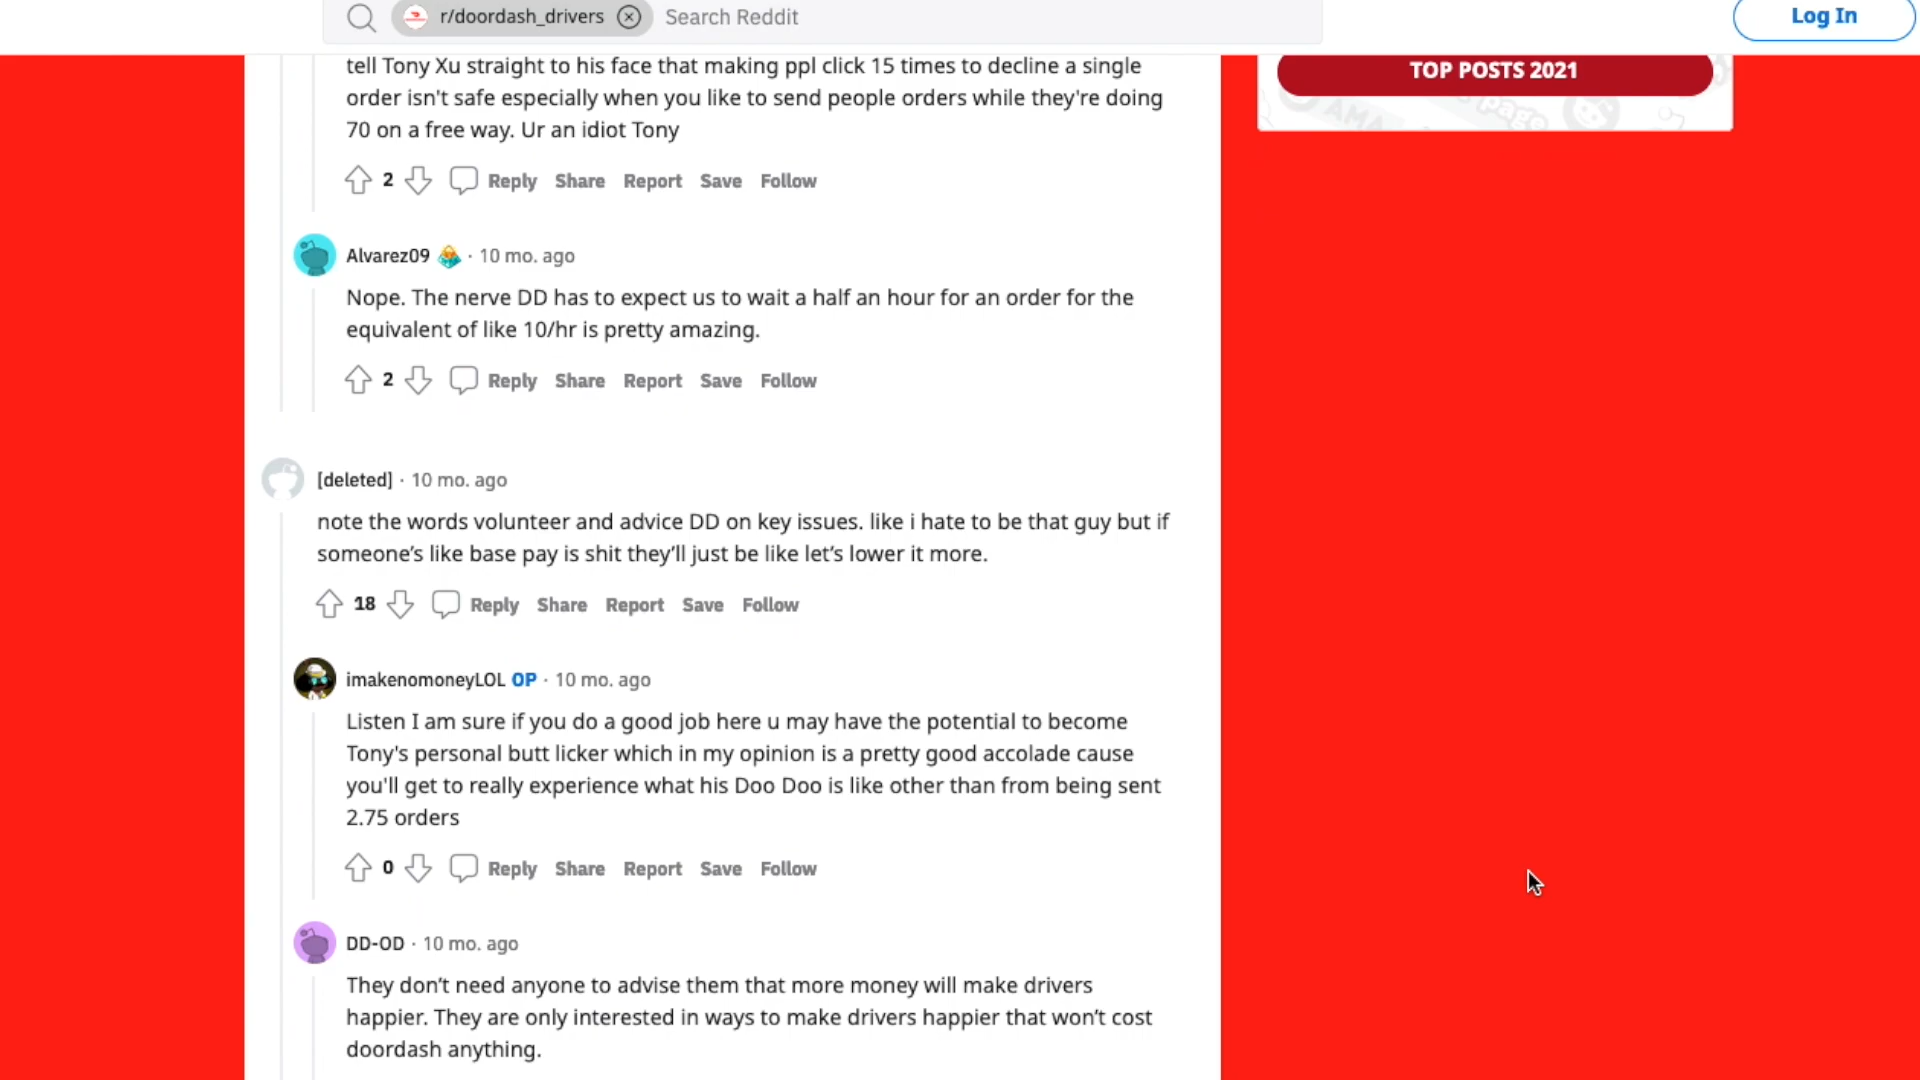 r/doordash_drivers
Search Reddit
Log In
tell Tony Xu straight to his face that making ppl click 15 times to decline a single
order isn't safe especially when you like to send people orders while they're doing
70 on a free way. Ur an idiot Tony
2 Reply Share Report Save Follow
TOP POSTS 2021
AMA
page
Alvarez09 · 10 mo. ago
Nope. The nerve DD has to expect us to wait a half an hour for an order for the
equivalent of like 10/hr is pretty amazing.
2 Reply Share Report Save Follow
[deleted] · 10 mo. ago
note the words volunteer and advice DD on key issues. like i hate to be that guy but if
someone’s like base pay is shit they’ll just be like let’s lower it more.
18 Reply Share Report Save Follow
imakenomoneyLOL OP · 10 mo. ago
Listen I am sure if you do a good job here u may have the potential to become
Tony's personal butt licker which in my opinion is a pretty good accolade cause
you'll get to really experience what his Doo Doo is like other than from being sent
2.75 orders
0 Reply Share Report Save Follow
DD-OD · 10 mo. ago
They don’t need anyone to advise them that more money will make drivers
happier. They are only interested in ways to make drivers happier that won’t cost
doordash anything.